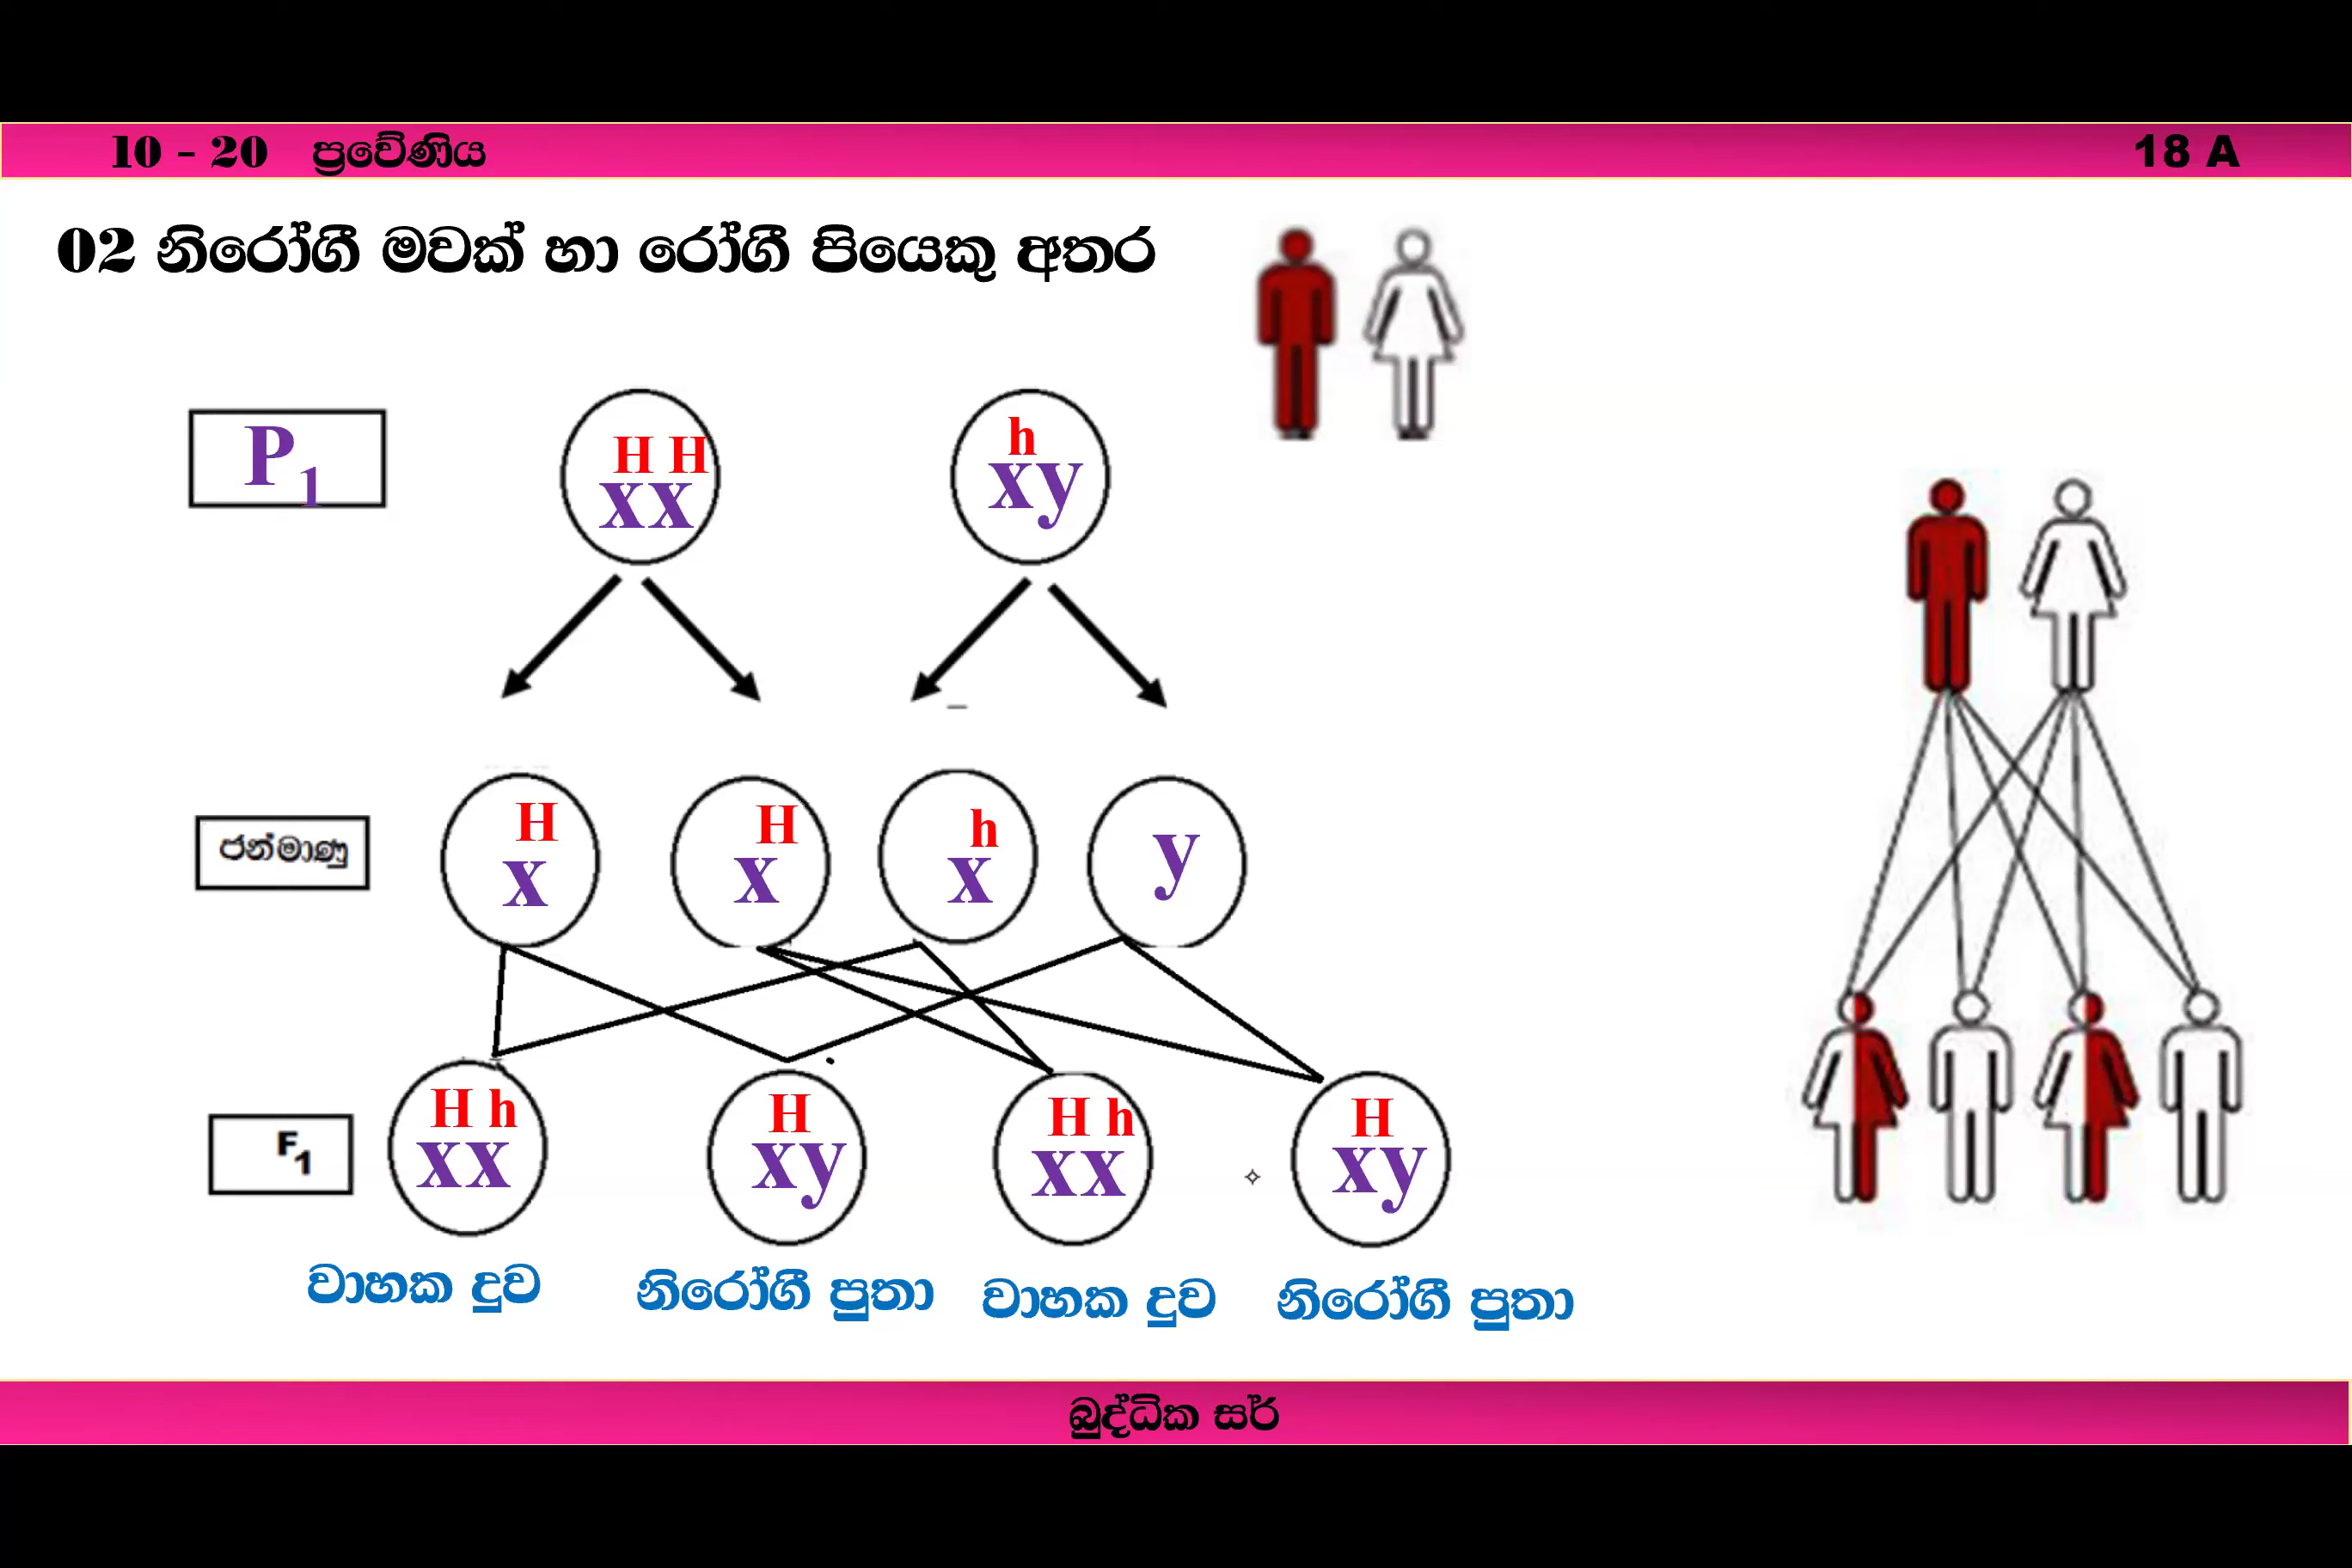 10 - 20 ප්‍රවේණිය
18 A
02 නිරෝගී මවක් හා රෝගී පියෙකු අතර
P1
H H
xx
h
xy
ජන්මාණු
H
x
H
x
h
x
y
F1
H h
xx
H
xy
H h
xx
H
xy
වාහක දූව
නිරෝගී පුතා
වාහක දූව
නිරෝගී පුතා
බුද්ධික සර්